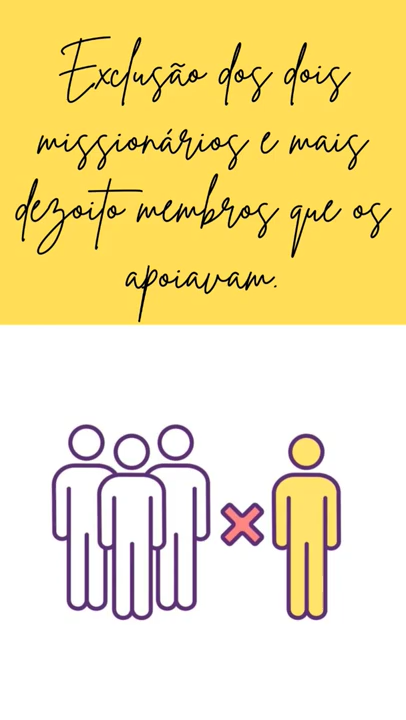 Exclusão dos dois
missionários e mais
dezoito membros que os
apoiavam.